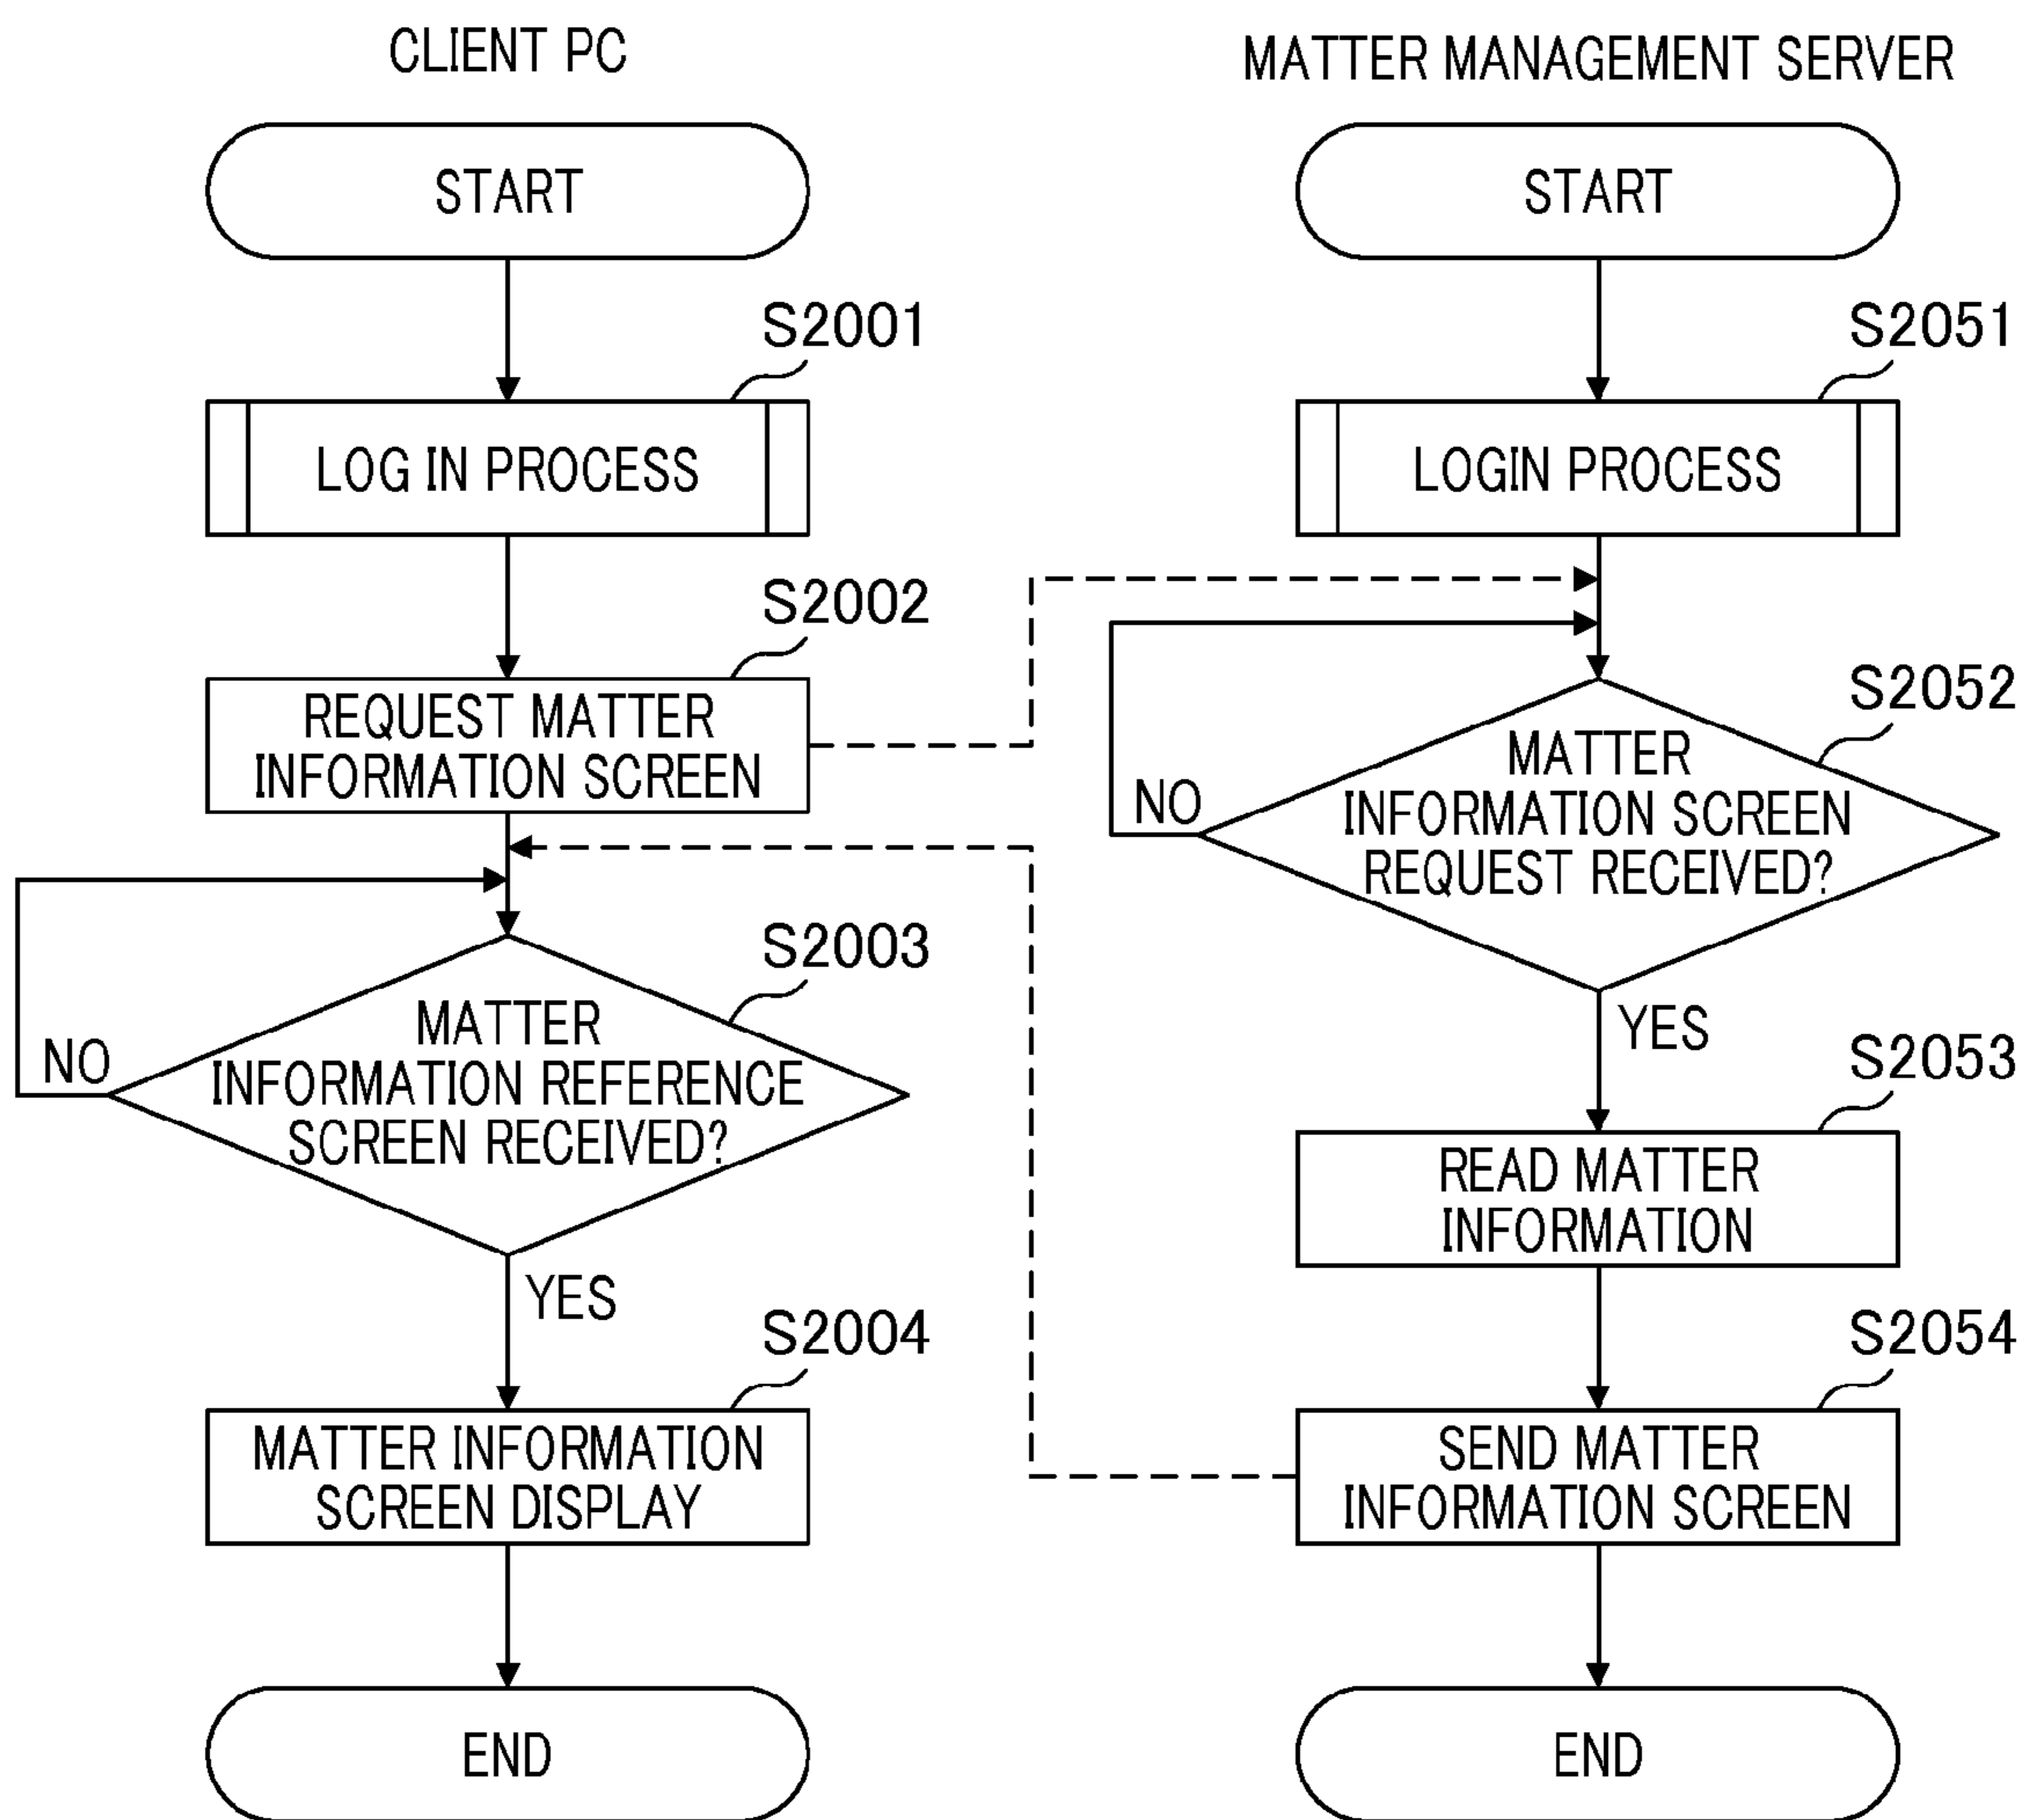 CLIENT PC
START
S2001
LOG IN PROCESS
S2002
REQUEST MATTER
INFORMATION SCREEN
S2003
MATTER
INFORMATION REFERENCE
SCREEN RECEIVED?
NO
YES
S2004
MATTER INFORMATION
SCREEN DISPLAY
END
MATTER MANAGEMENT SERVER
START
S2051
LOGIN PROCESS
S2052
MATTER
INFORMATION SCREEN
REQUEST RECEIVED?
NO
YES
S2053
READ MATTER
INFORMATION
S2054
SEND MATTER
INFORMATION SCREEN
END